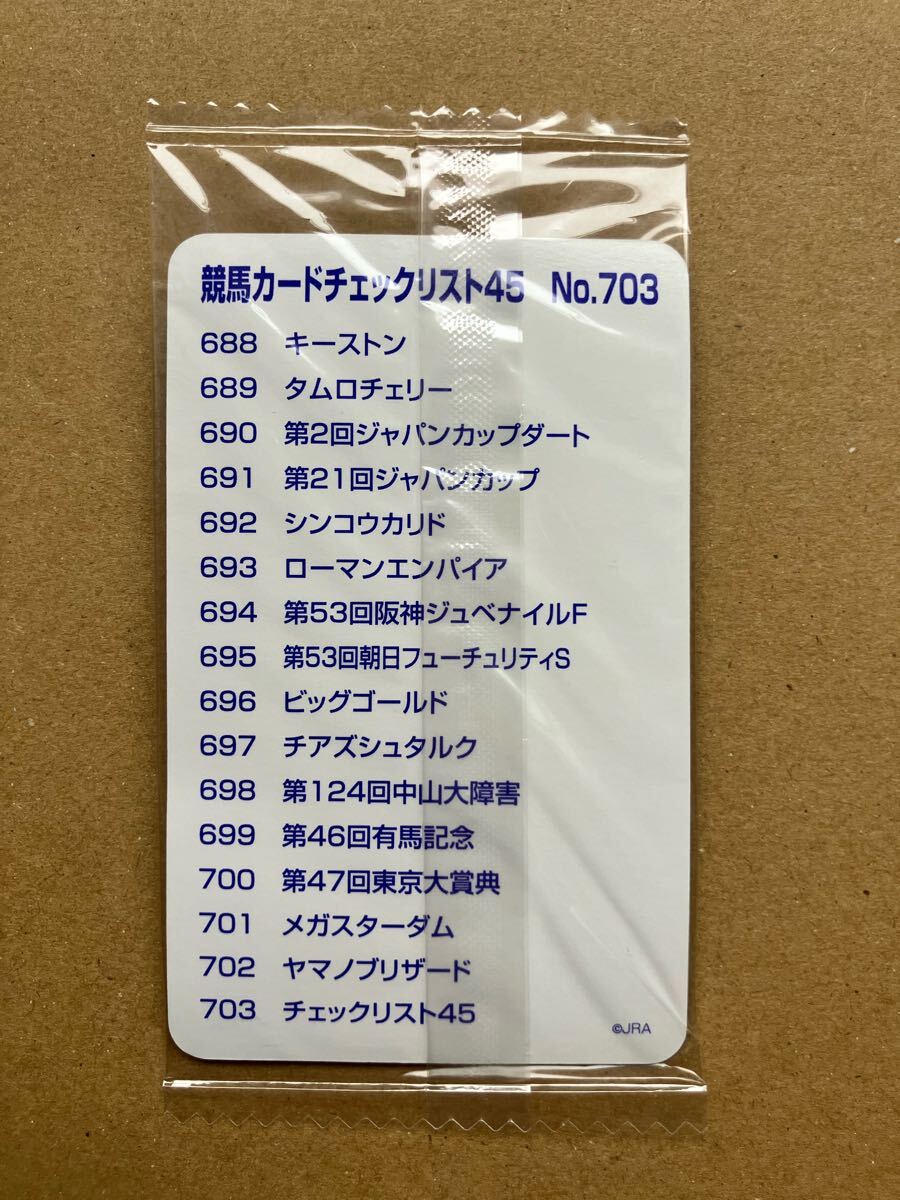 競馬カードチェックリスト45 No.703
688 キーストン
689 タムロチェリー
690 第2回ジャパンカップダート
691 第21回ジャパンカップ
692 シンコウカリド
693 ローマンエンパイア
694 第53回阪神ジュベナイルF
695 第53回朝日フューチュリティS
696 ビッグゴールド
697 チアズシュタルク
698 第124回中山大障害
699 第46回有馬記念
700 第47回東京大賞典
701 メガスターダム
702 ヤマノブリザード
703 チェックリスト45
©JRA